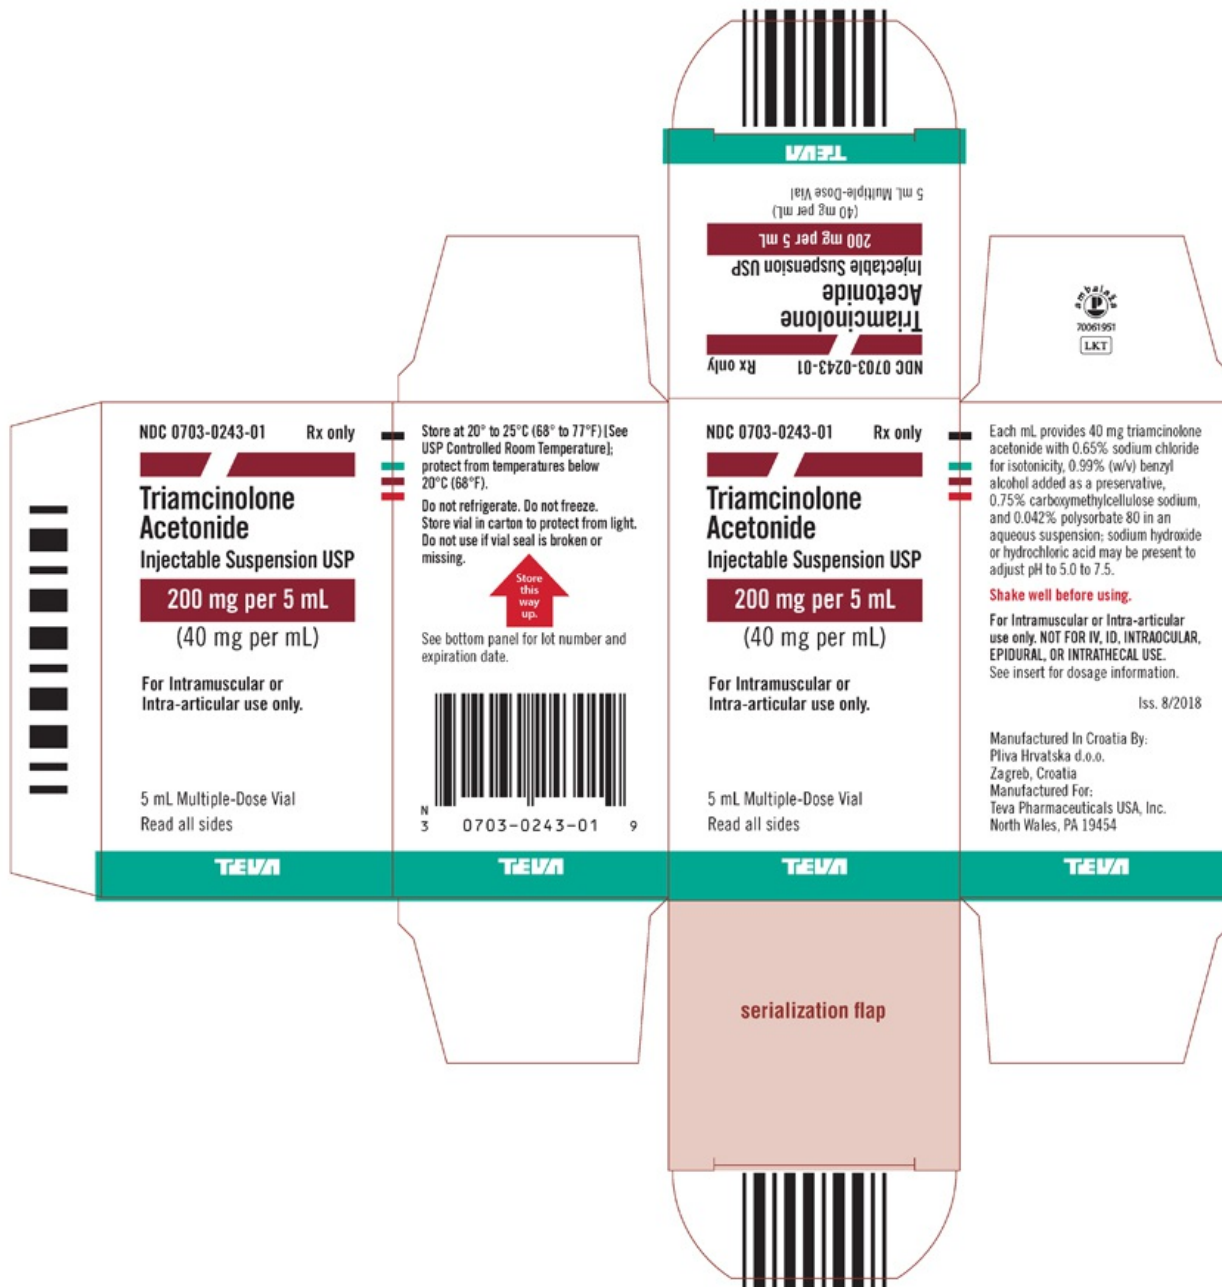 TEVA
5 mL Multiple-Dose Vial
(40 mg per mL)
200 mg per 5 mL
Injectable Suspension USP
Acetonide
Triamcinolone
NDC 0703-0243-01 Rx only
ambalaža
P
70061951
LKT
NDC 0703-0243-01 Rx only
Triamcinolone
Acetonide
Injectable Suspension USP
200 mg per 5 mL
(40 mg per mL)
For Intramuscular or
Intra-articular use only.
5 mL Multiple-Dose Vial
Read all sides
TEVA
Store at 20° to 25°C (68° to 77°F) [See
USP Controlled Room Temperature];
protect from temperatures below
20°C (68°F).
Do not refrigerate. Do not freeze.
Store vial in carton to protect from light.
Do not use if vial seal is broken or
missing.
Store
this
way
up.
See bottom panel for lot number and
expiration date.
N
3 0703-0243-01 9
TEVA
NDC 0703-0243-01 Rx only
Triamcinolone
Acetonide
Injectable Suspension USP
200 mg per 5 mL
(40 mg per mL)
For Intramuscular or
Intra-articular use only.
5 mL Multiple-Dose Vial
Read all sides
TEVA
Each mL provides 40 mg triamcinolone
acetonide with 0.65% sodium chloride
for isotonicity, 0.99% (w/v) benzyl
alcohol added as a preservative,
0.75% carboxymethylcellulose sodium,
and 0.042% polysorbate 80 in an
aqueous suspension; sodium hydroxide
or hydrochloric acid may be present to
adjust pH to 5.0 to 7.5.
Shake well before using.
For Intramuscular or Intra-articular
use only. NOT FOR IV, ID, INTRAOCULAR,
EPIDURAL, OR INTRATHECAL USE.
See insert for dosage information.
Iss. 8/2018
Manufactured In Croatia By:
Pliva Hrvatska d.o.o.
Zagreb, Croatia
Manufactured For:
Teva Pharmaceuticals USA, Inc.
North Wales, PA 19454
TEVA
serialization flap